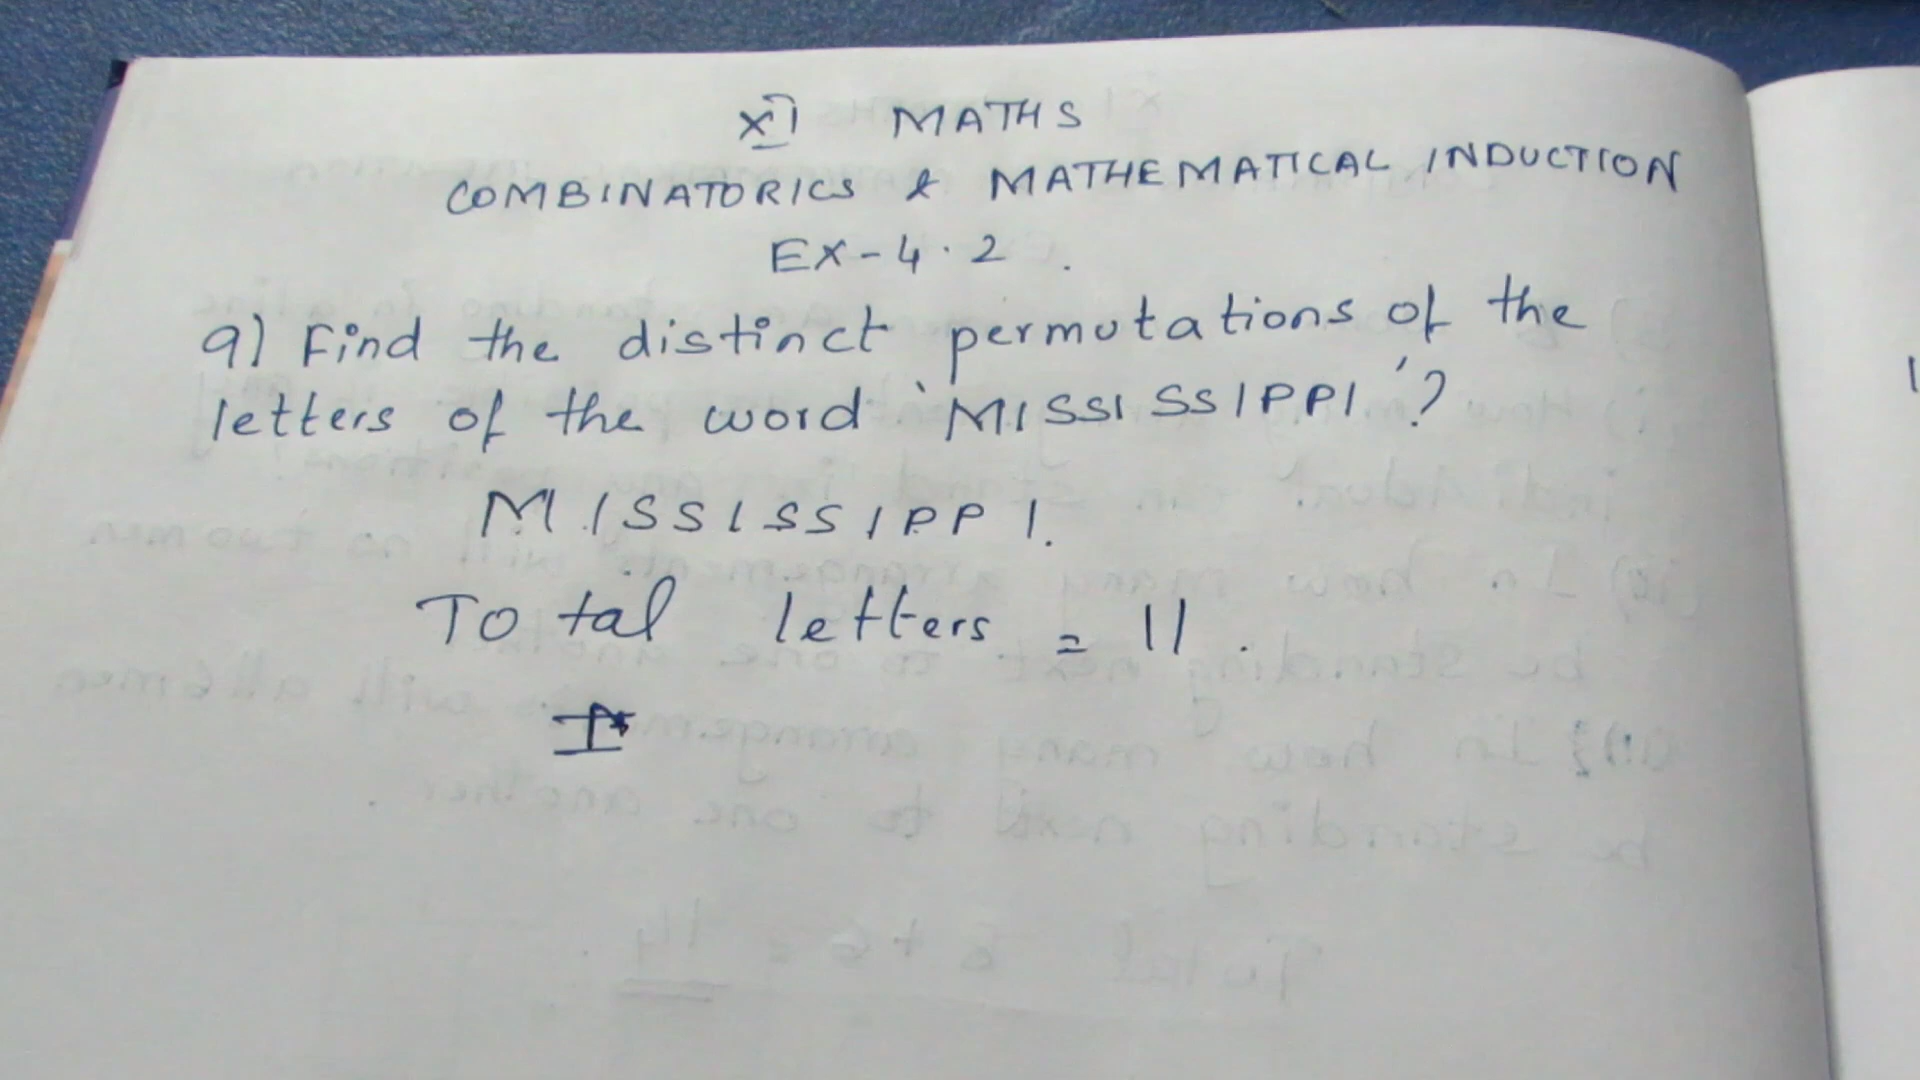 XI MATHS
COMBINATORICS & MATHEMATICAL INDUCTION
EX-4.2.
9) Find the distinct permutations of the
letters of the word 'MISSISSIPPI'?
MISSISSIPPI.
Total letters = 11.